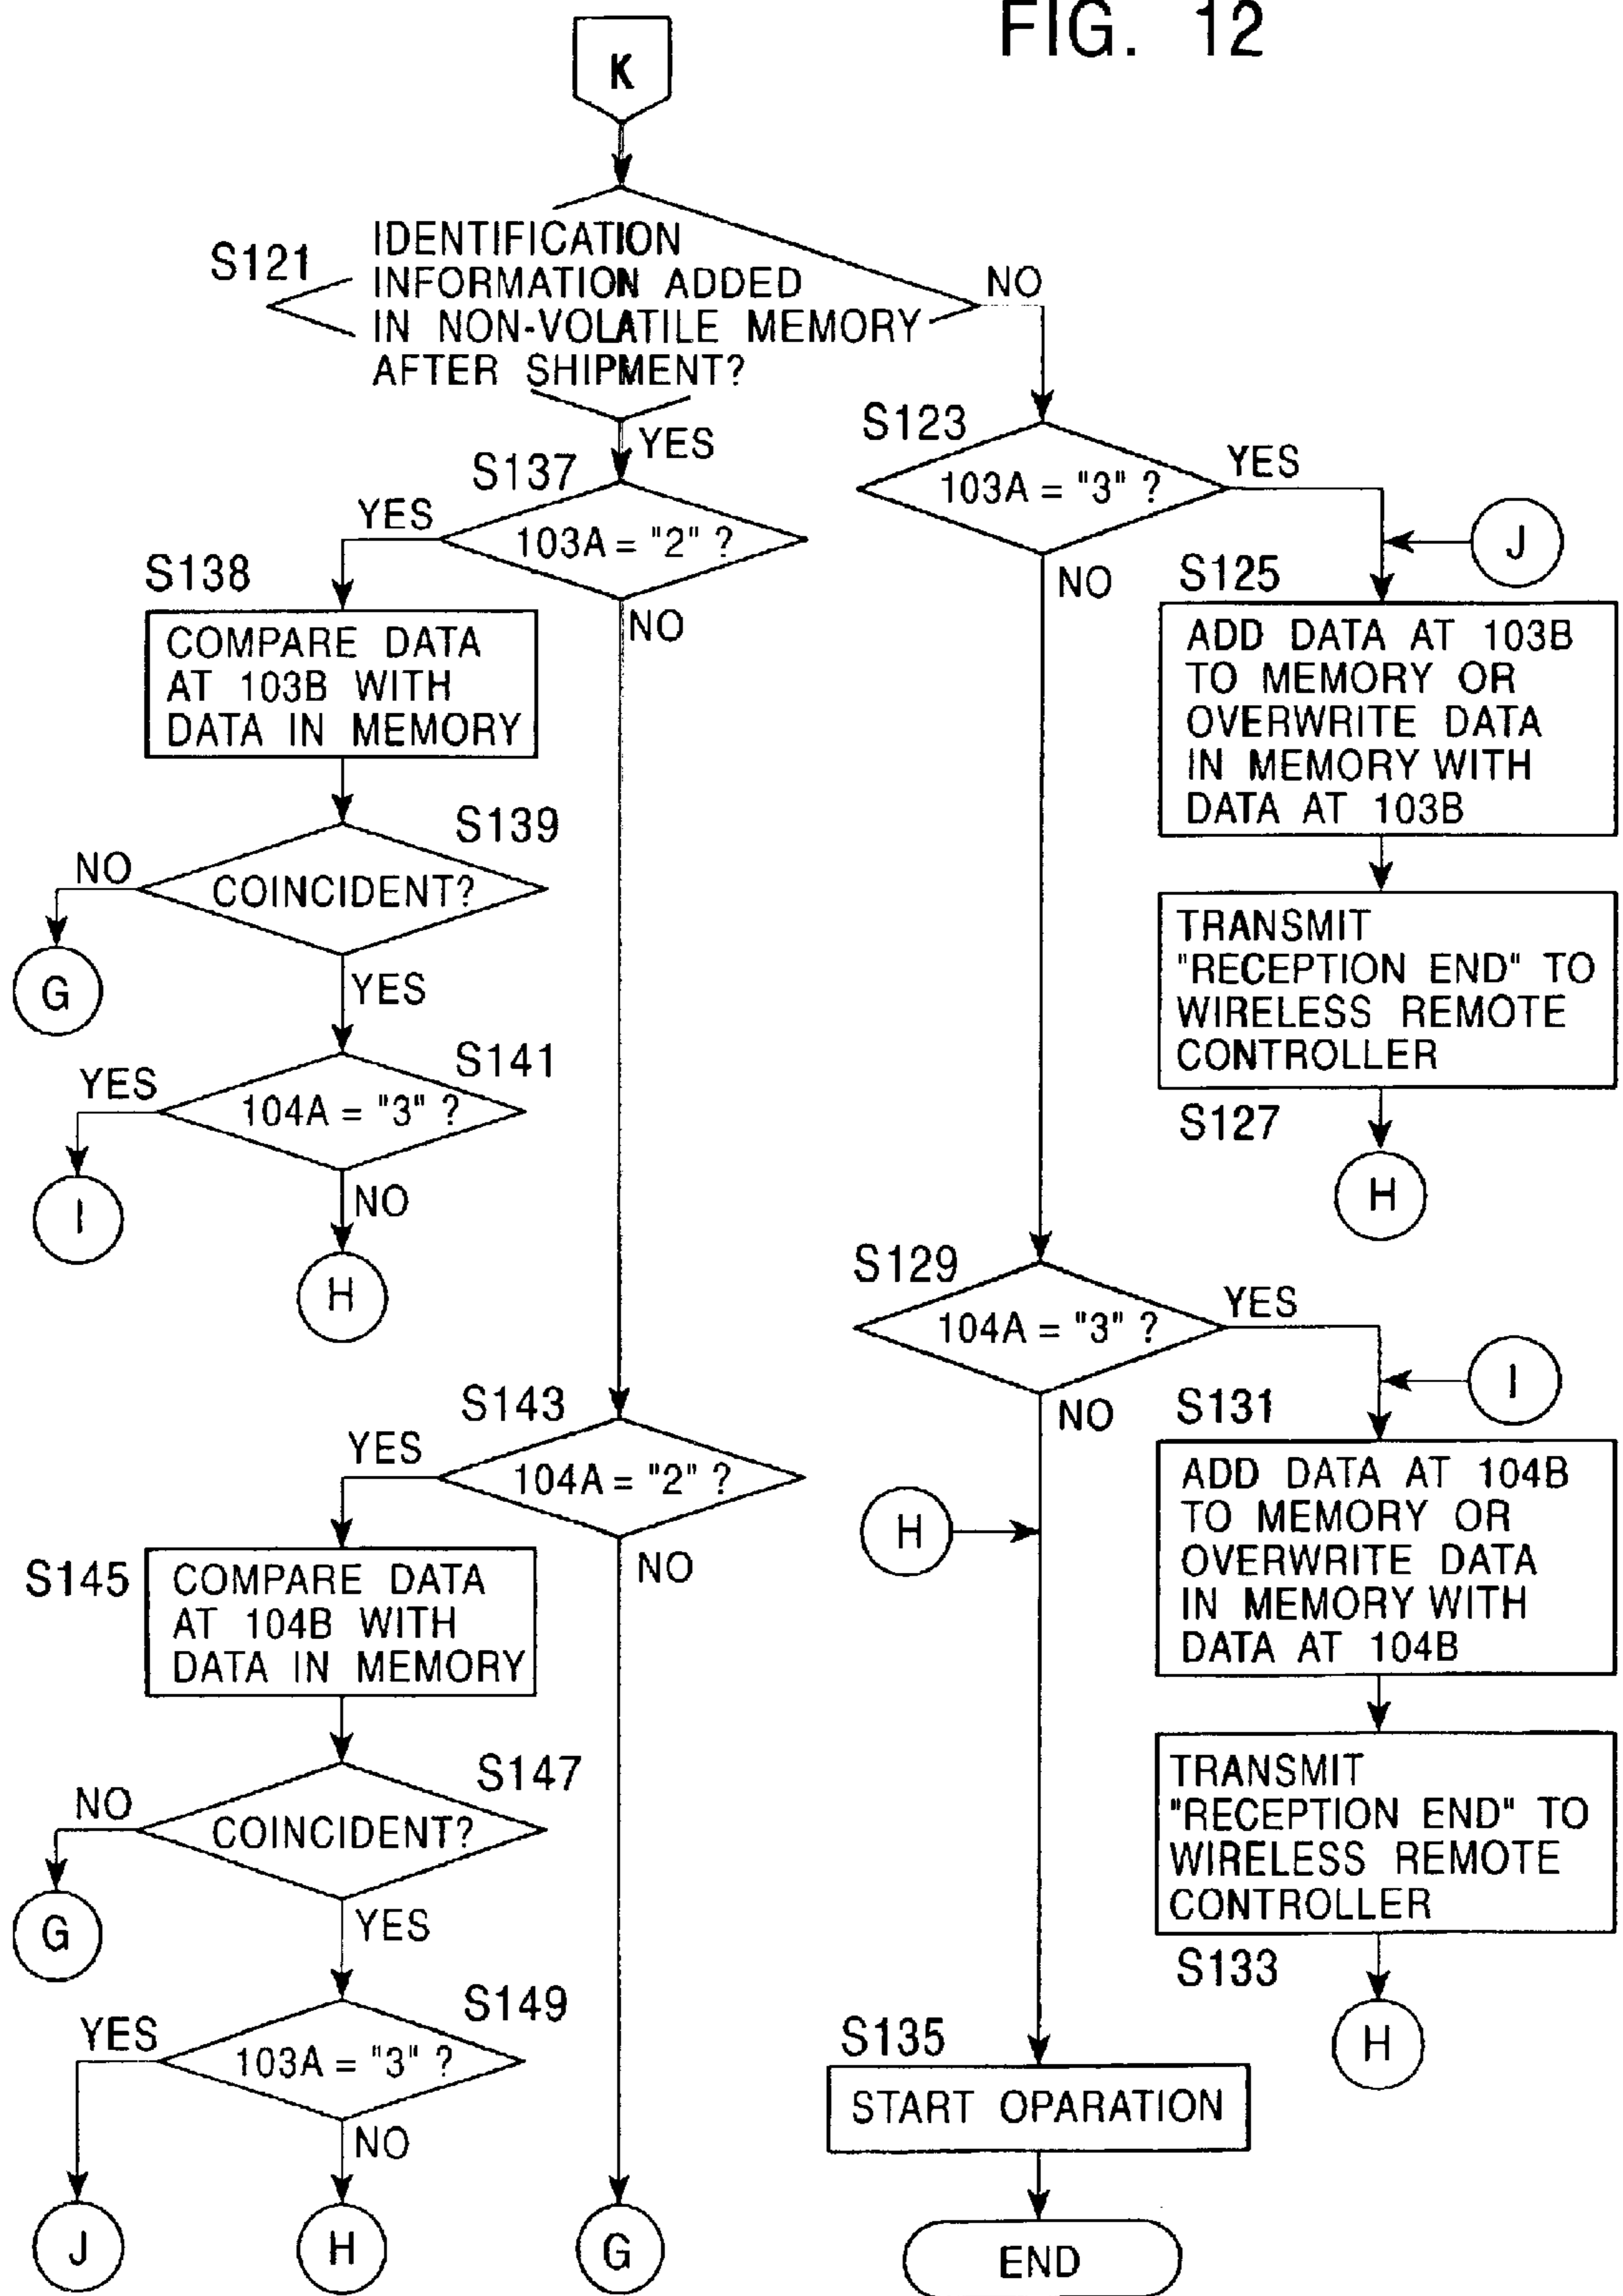 FIG. 12
K
S121
IDENTIFICATION
INFORMATION ADDED
IN NON-VOLATILE MEMORY
AFTER SHIPMENT?
NO
YES
S137
103A = "2" ?
YES
NO
S138
COMPARE DATA
AT 103B WITH
DATA IN MEMORY
S139
COINCIDENT?
NO
G
YES
S141
104A = "3" ?
YES
I
NO
H
S143
104A = "2" ?
YES
NO
S145
COMPARE DATA
AT 104B WITH
DATA IN MEMORY
S147
COINCIDENT?
NO
G
YES
S149
103A = "3" ?
YES
J
NO
H
G
S123
103A = "3" ?
YES
NO
J
S125
ADD DATA AT 103B
TO MEMORY OR
OVERWRITE DATA
IN MEMORY WITH
DATA AT 103B
TRANSMIT
"RECEPTION END" TO
WIRELESS REMOTE
CONTROLLER
S127
H
S129
104A = "3" ?
YES
NO
I
S131
ADD DATA AT 104B
TO MEMORY OR
OVERWRITE DATA
IN MEMORY WITH
DATA AT 104B
TRANSMIT
"RECEPTION END" TO
WIRELESS REMOTE
CONTROLLER
S133
H
H
S135
START OPARATION
END